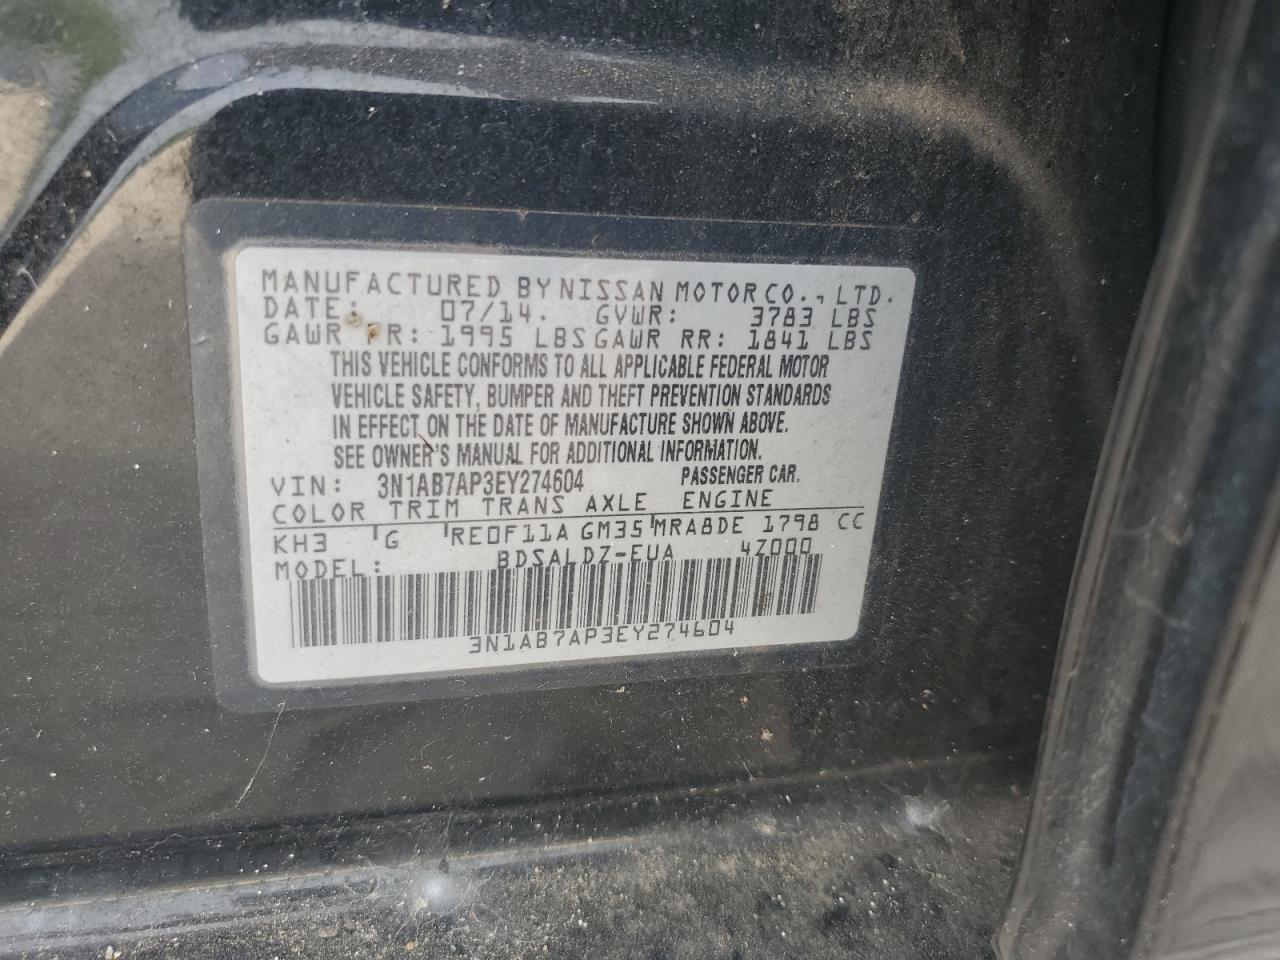 MANUFACTURED BY NISSAN MOTOR CO., LTD.
DATE: 07/14. GVWR: 3783 LBS
GAWR FR: 1995 LBS GAWR RR: 1841 LBS
THIS VEHICLE CONFORMS TO ALL APPLICABLE FEDERAL MOTOR
VEHICLE SAFETY, BUMPER AND THEFT PREVENTION STANDARDS
IN EFFECT ON THE DATE OF MANUFACTURE SHOWN ABOVE.
SEE OWNER'S MANUAL FOR ADDITIONAL INFORMATION.
VIN: 3N1AB7AP3EY274604 PASSENGER CAR.
COLOR TRIM TRANS AXLE ENGINE
KH3 G RE0F11A GM35 MRA8DE 1798 CC
MODEL: BDSALDZ-EUA 4Z000
3N1AB7AP3EY274604